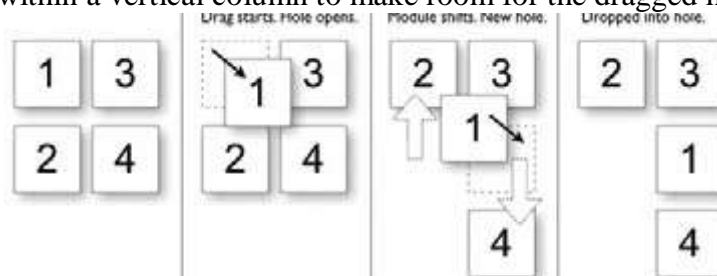 within a vertical column to make room for the dragged
Drag starts. Hole opens.
Module shifts. New hole.
Dropped into hole.
1 3
2 4
1
3
2 4
2 3
1
4
2 3
1
4